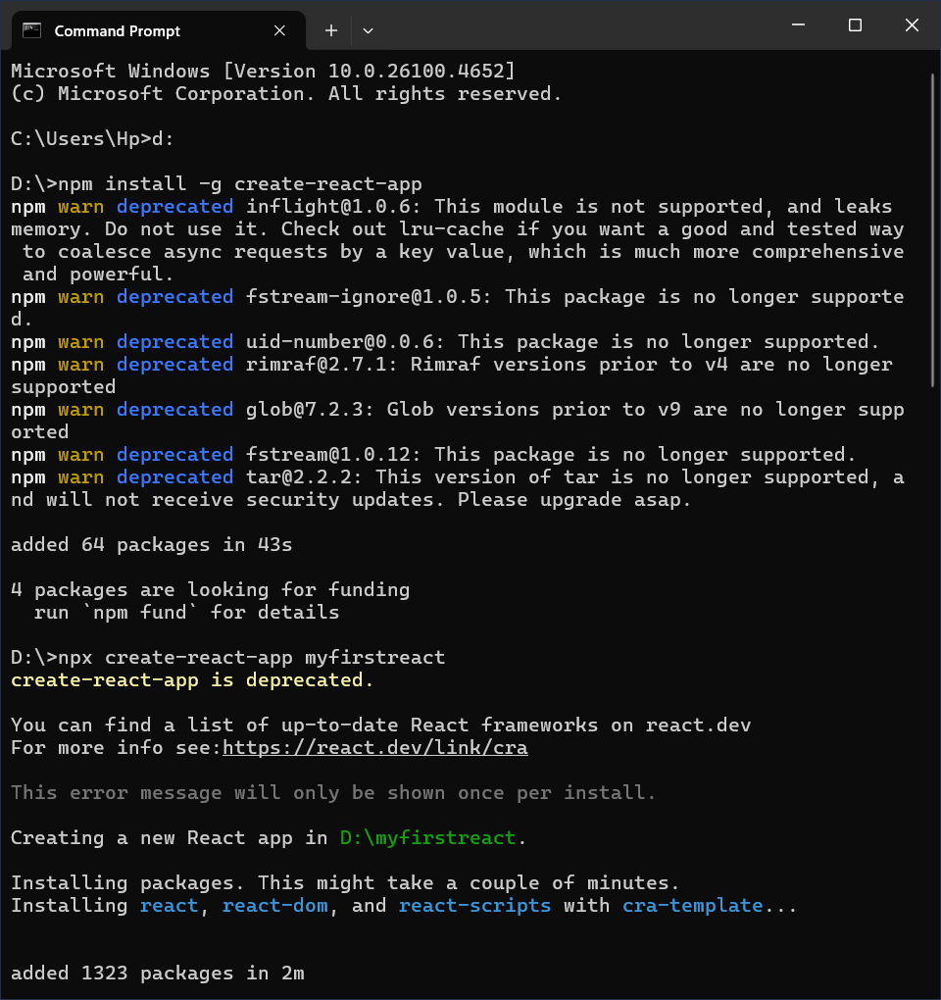 Command Prompt
Microsoft Windows [Version 10.0.26100.4652]
(c) Microsoft Corporation. All rights reserved.
C:\Users\Hp>d:
D:\>npm install -g create-react-app
npm warn deprecated inflight@1.0.6: This module is not supported, and leaks
memory. Do not use it. Check out lru-cache if you want a good and tested way
 to coalesce async requests by a key value, which is much more comprehensive
 and powerful.
npm warn deprecated fstream-ignore@1.0.5: This package is no longer supporte
d.
npm warn deprecated uid-number@0.0.6: This package is no longer supported.
npm warn deprecated rimraf@2.7.1: Rimraf versions prior to v4 are no longer
supported
npm warn deprecated glob@7.2.3: Glob versions prior to v9 are no longer supp
orted
npm warn deprecated fstream@1.0.12: This package is no longer supported.
npm warn deprecated tar@2.2.2: This version of tar is no longer supported, a
nd will not receive security updates. Please upgrade asap.
added 64 packages in 43s
4 packages are looking for funding
  run `npm fund` for details
D:\>npx create-react-app myfirstreact
create-react-app is deprecated.
You can find a list of up-to-date React frameworks on react.dev
For more info see:https://react.dev/link/cra
This error message will only be shown once per install.
Creating a new React app in D:\myfirstreact.
Installing packages. This might take a couple of minutes.
Installing react, react-dom, and react-scripts with cra-template...
added 1323 packages in 2m